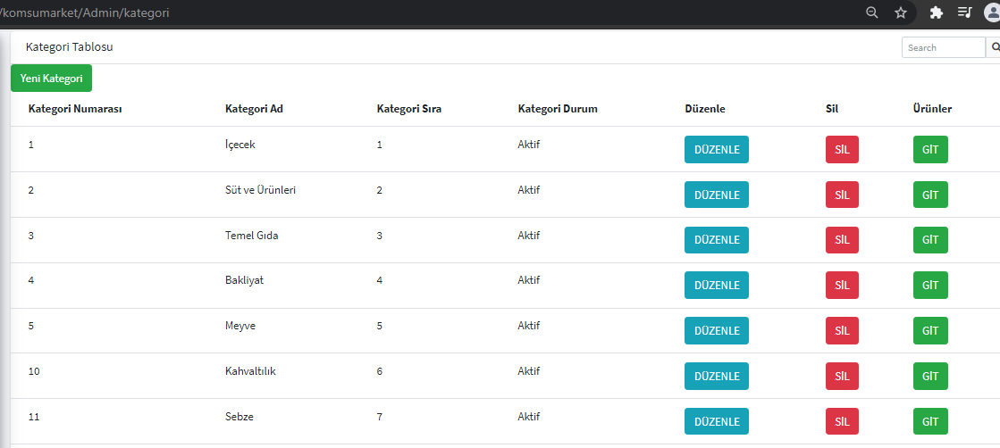 /komsumarket/Admin/kategori
Kategori Tablosu
Search
Yeni Kategori
Kategori Numarası Kategori Ad Kategori Sıra Kategori Durum Düzenle Sil Ürünler
1 İçecek 1 Aktif DÜZENLE SİL GİT
2 Süt ve Ürünleri 2 Aktif DÜZENLE SİL GİT
3 Temel Gıda 3 Aktif DÜZENLE SİL GİT
4 Bakliyat 4 Aktif DÜZENLE SİL GİT
5 Meyve 5 Aktif DÜZENLE SİL GİT
10 Kahvaltılık 6 Aktif DÜZENLE SİL GİT
11 Sebze 7 Aktif DÜZENLE SİL GİT